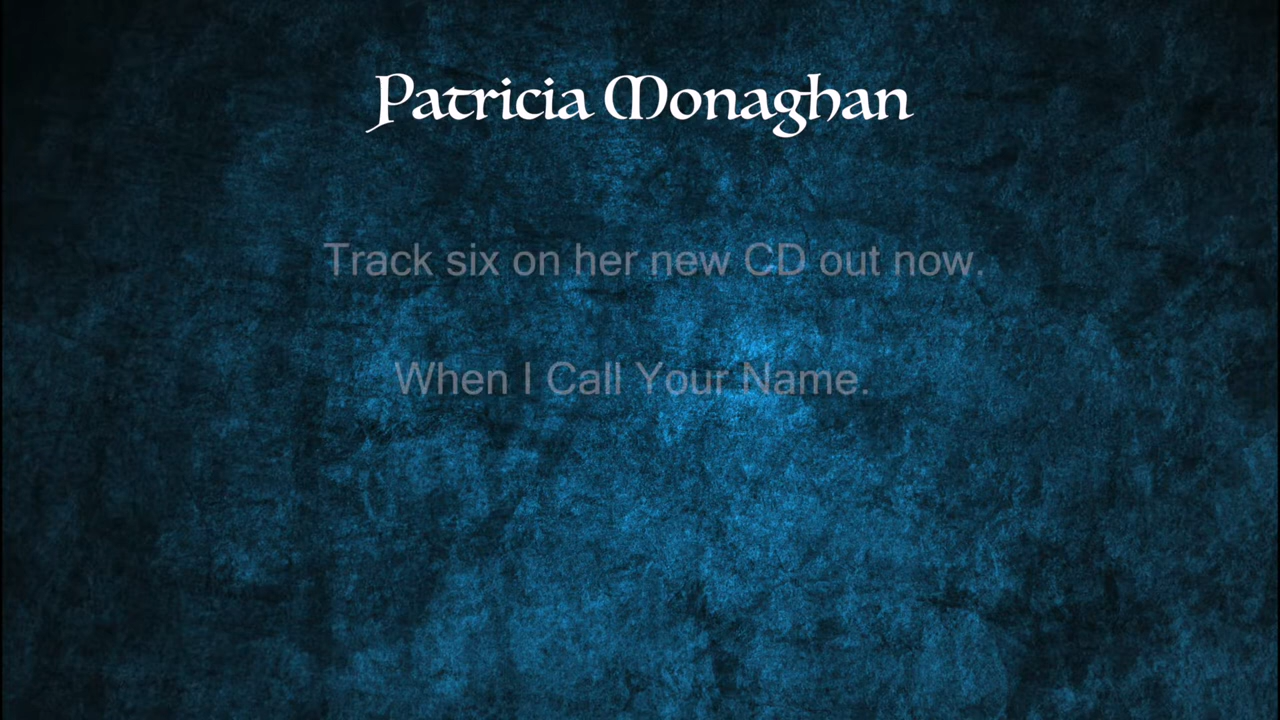 Patricia Monaghan
Track six on her new CD out now.
When I Call Your Name.